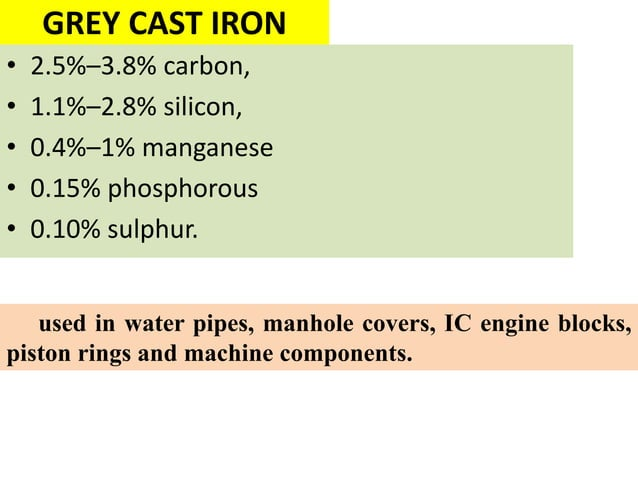 GREY CAST IRON
• 2.5%–3.8% carbon,
• 1.1%–2.8% silicon,
• 0.4%–1% manganese
• 0.15% phosphorous
• 0.10% sulphur.
used in water pipes, manhole covers, IC engine blocks,
piston rings and machine components.